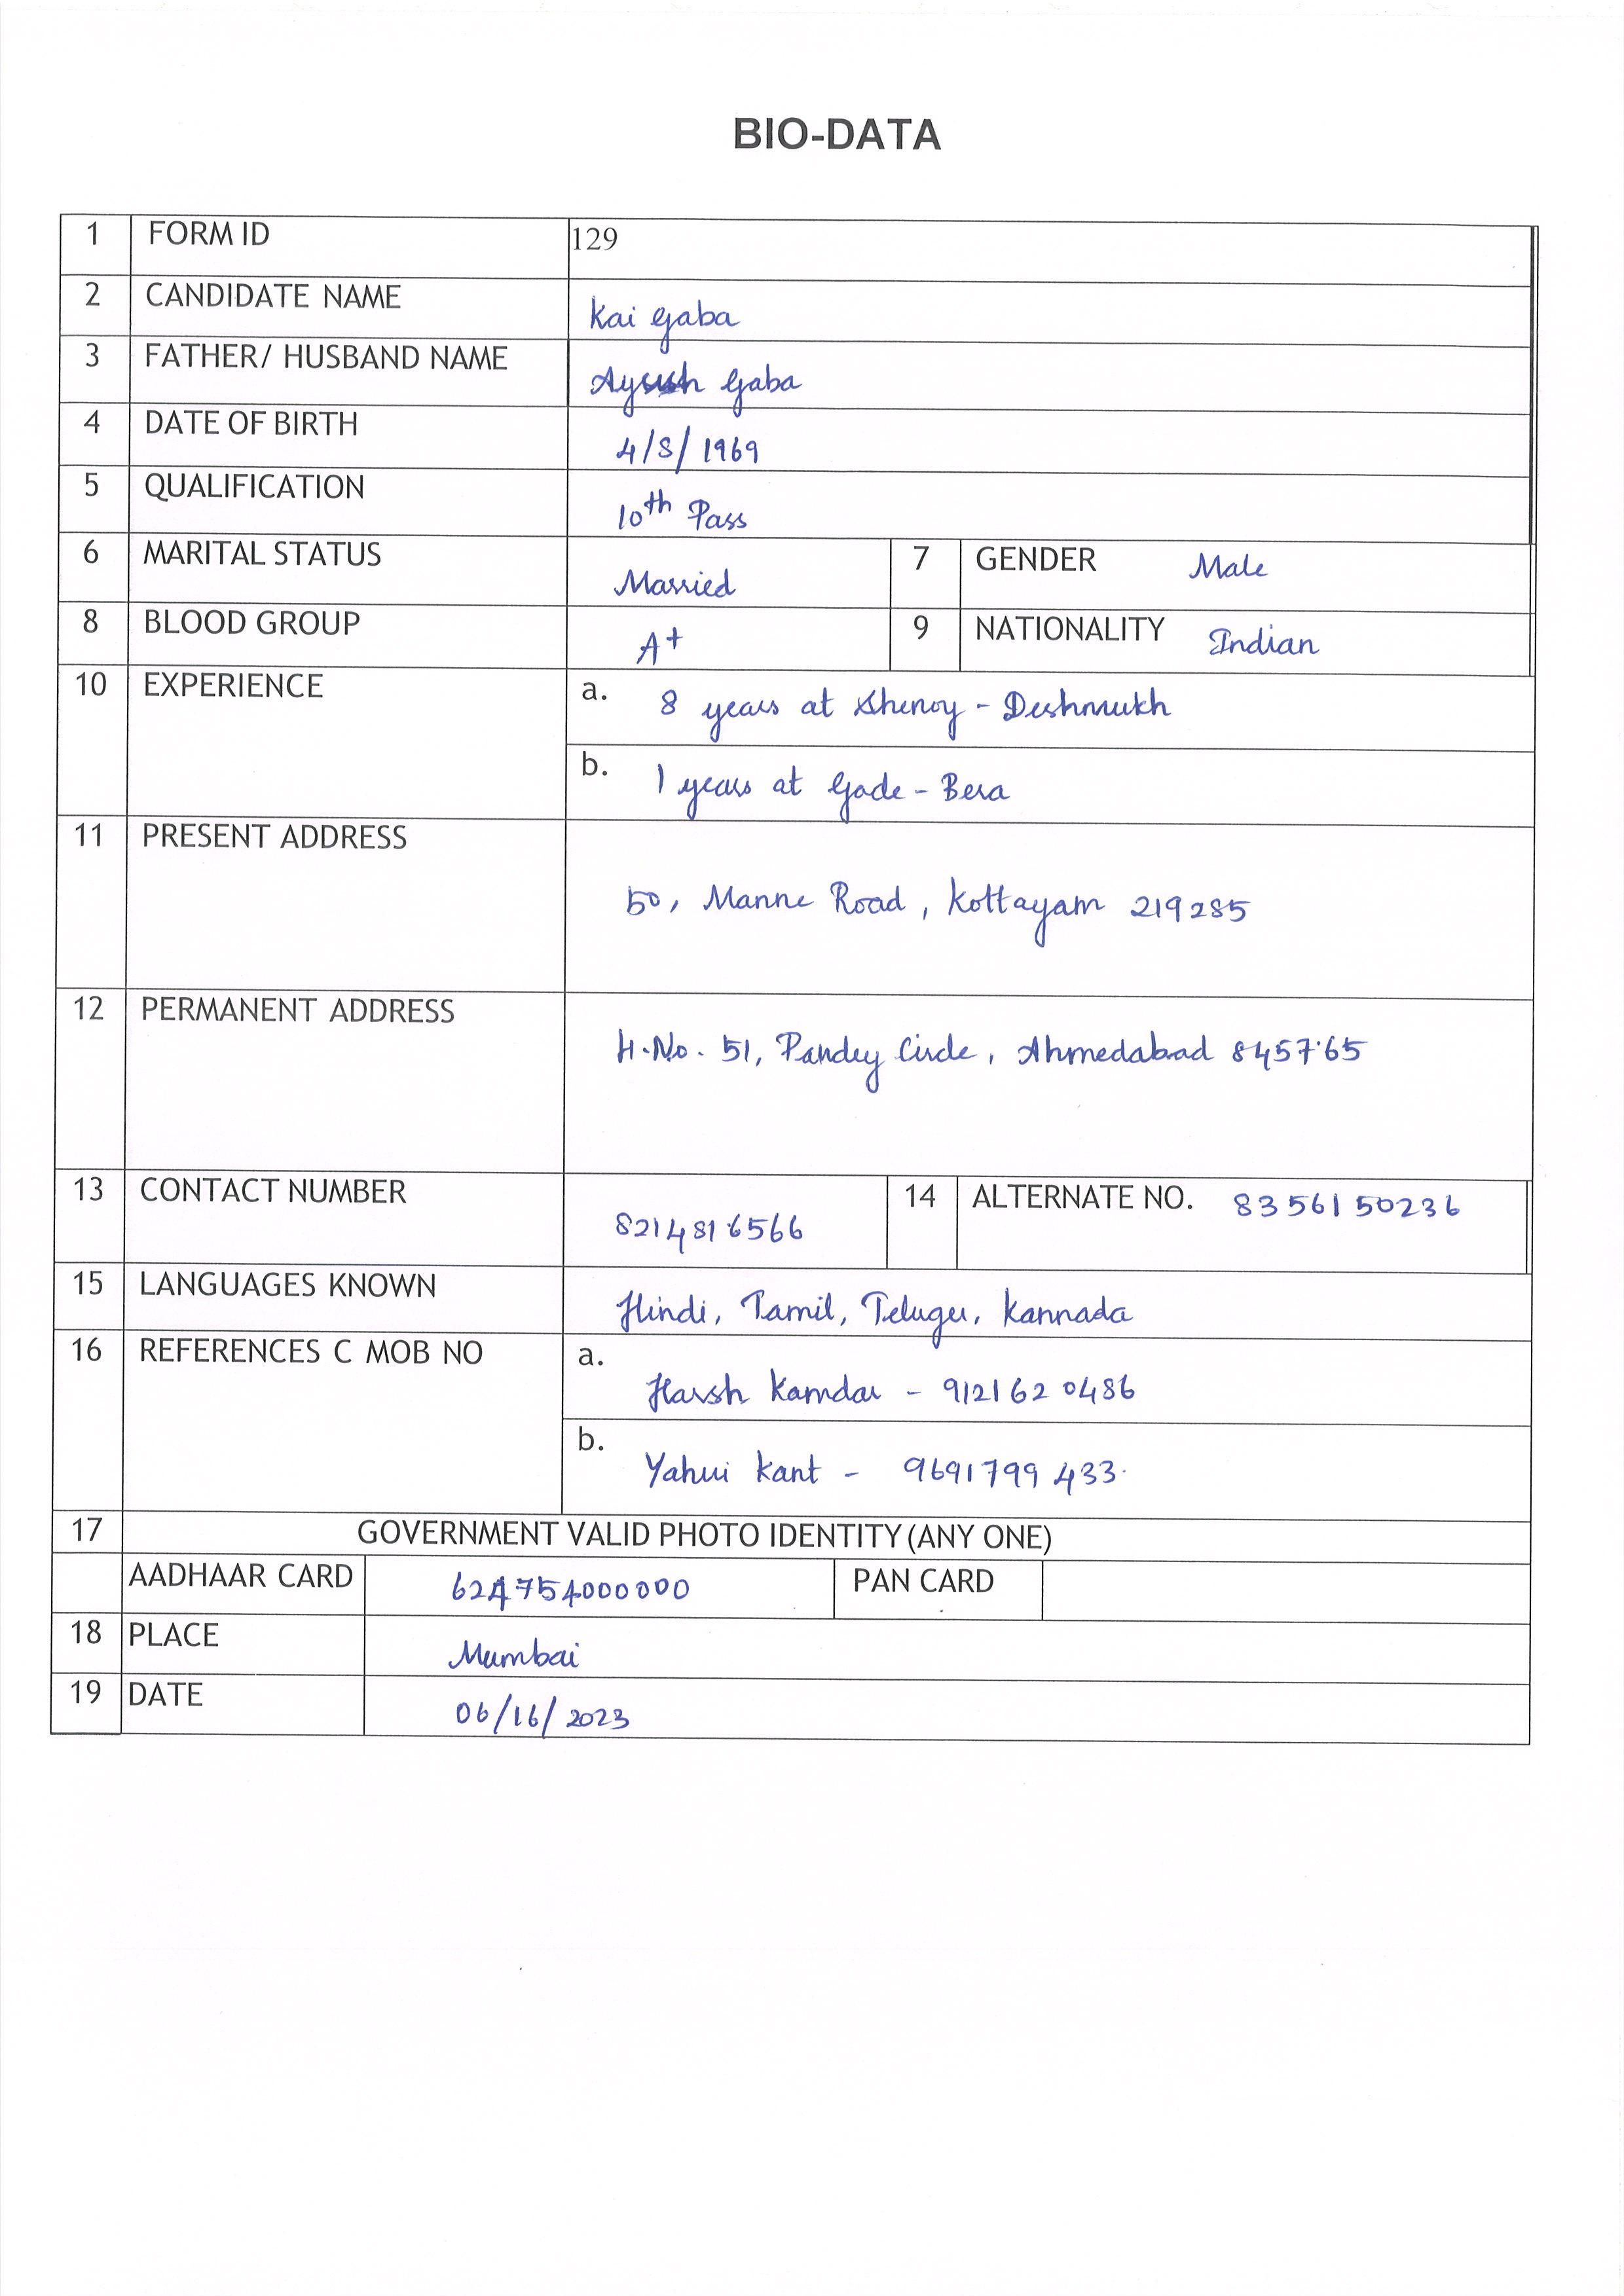 BIO-DATA
1 FORM ID 129
2 CANDIDATE NAME Kai Gaba
3 FATHER/ HUSBAND NAME Ayush Gaba
4 DATE OF BIRTH 4/8/1969
5 QUALIFICATION 10th Pass
6 MARITAL STATUS Married 7 GENDER Male
8 BLOOD GROUP A+ 9 NATIONALITY Indian
10 EXPERIENCE a. 8 years at Shenoy - Deshmukh
b. 1 years at Gade - Bera
11 PRESENT ADDRESS
50, Manne Road, Kottayam 219285
12 PERMANENT ADDRESS
H.No. 51, Pandey Circle, Ahmedabad 845765
13 CONTACT NUMBER 8214816566 14 ALTERNATE NO. 8356150236
15 LANGUAGES KNOWN Hindi, Tamil, Telugu, Kannada
16 REFERENCES C MOB NO a. Harsh Kamdar - 9121620486
b. Yahvi Kant - 9691799433
17 GOVERNMENT VALID PHOTO IDENTITY (ANY ONE)
AADHAAR CARD 624754000000 PAN CARD
18 PLACE Mumbai
19 DATE 06/16/2023